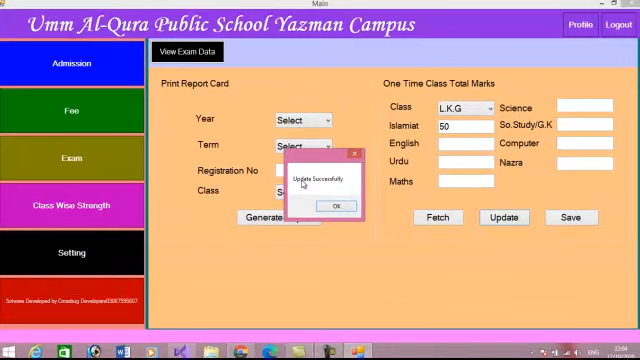 Main
Umm Al-Qura Public School Yazman Campus
Profile
Logout
Admission
Fee
Exam
Class Wise Strength
Setting
Software Developed by Crossbug Developers03067595607
View Exam Data
Print Report Card
Year
Select
Term
Select
Registration No
Class
Generate
One Time Class Total Marks
Class
L.K.G
Science
Islamiat
50
So.Study/G.K
English
Computer
Urdu
Nazra
Maths
Fetch
Update
Save
Update Successfully
OK
22:04